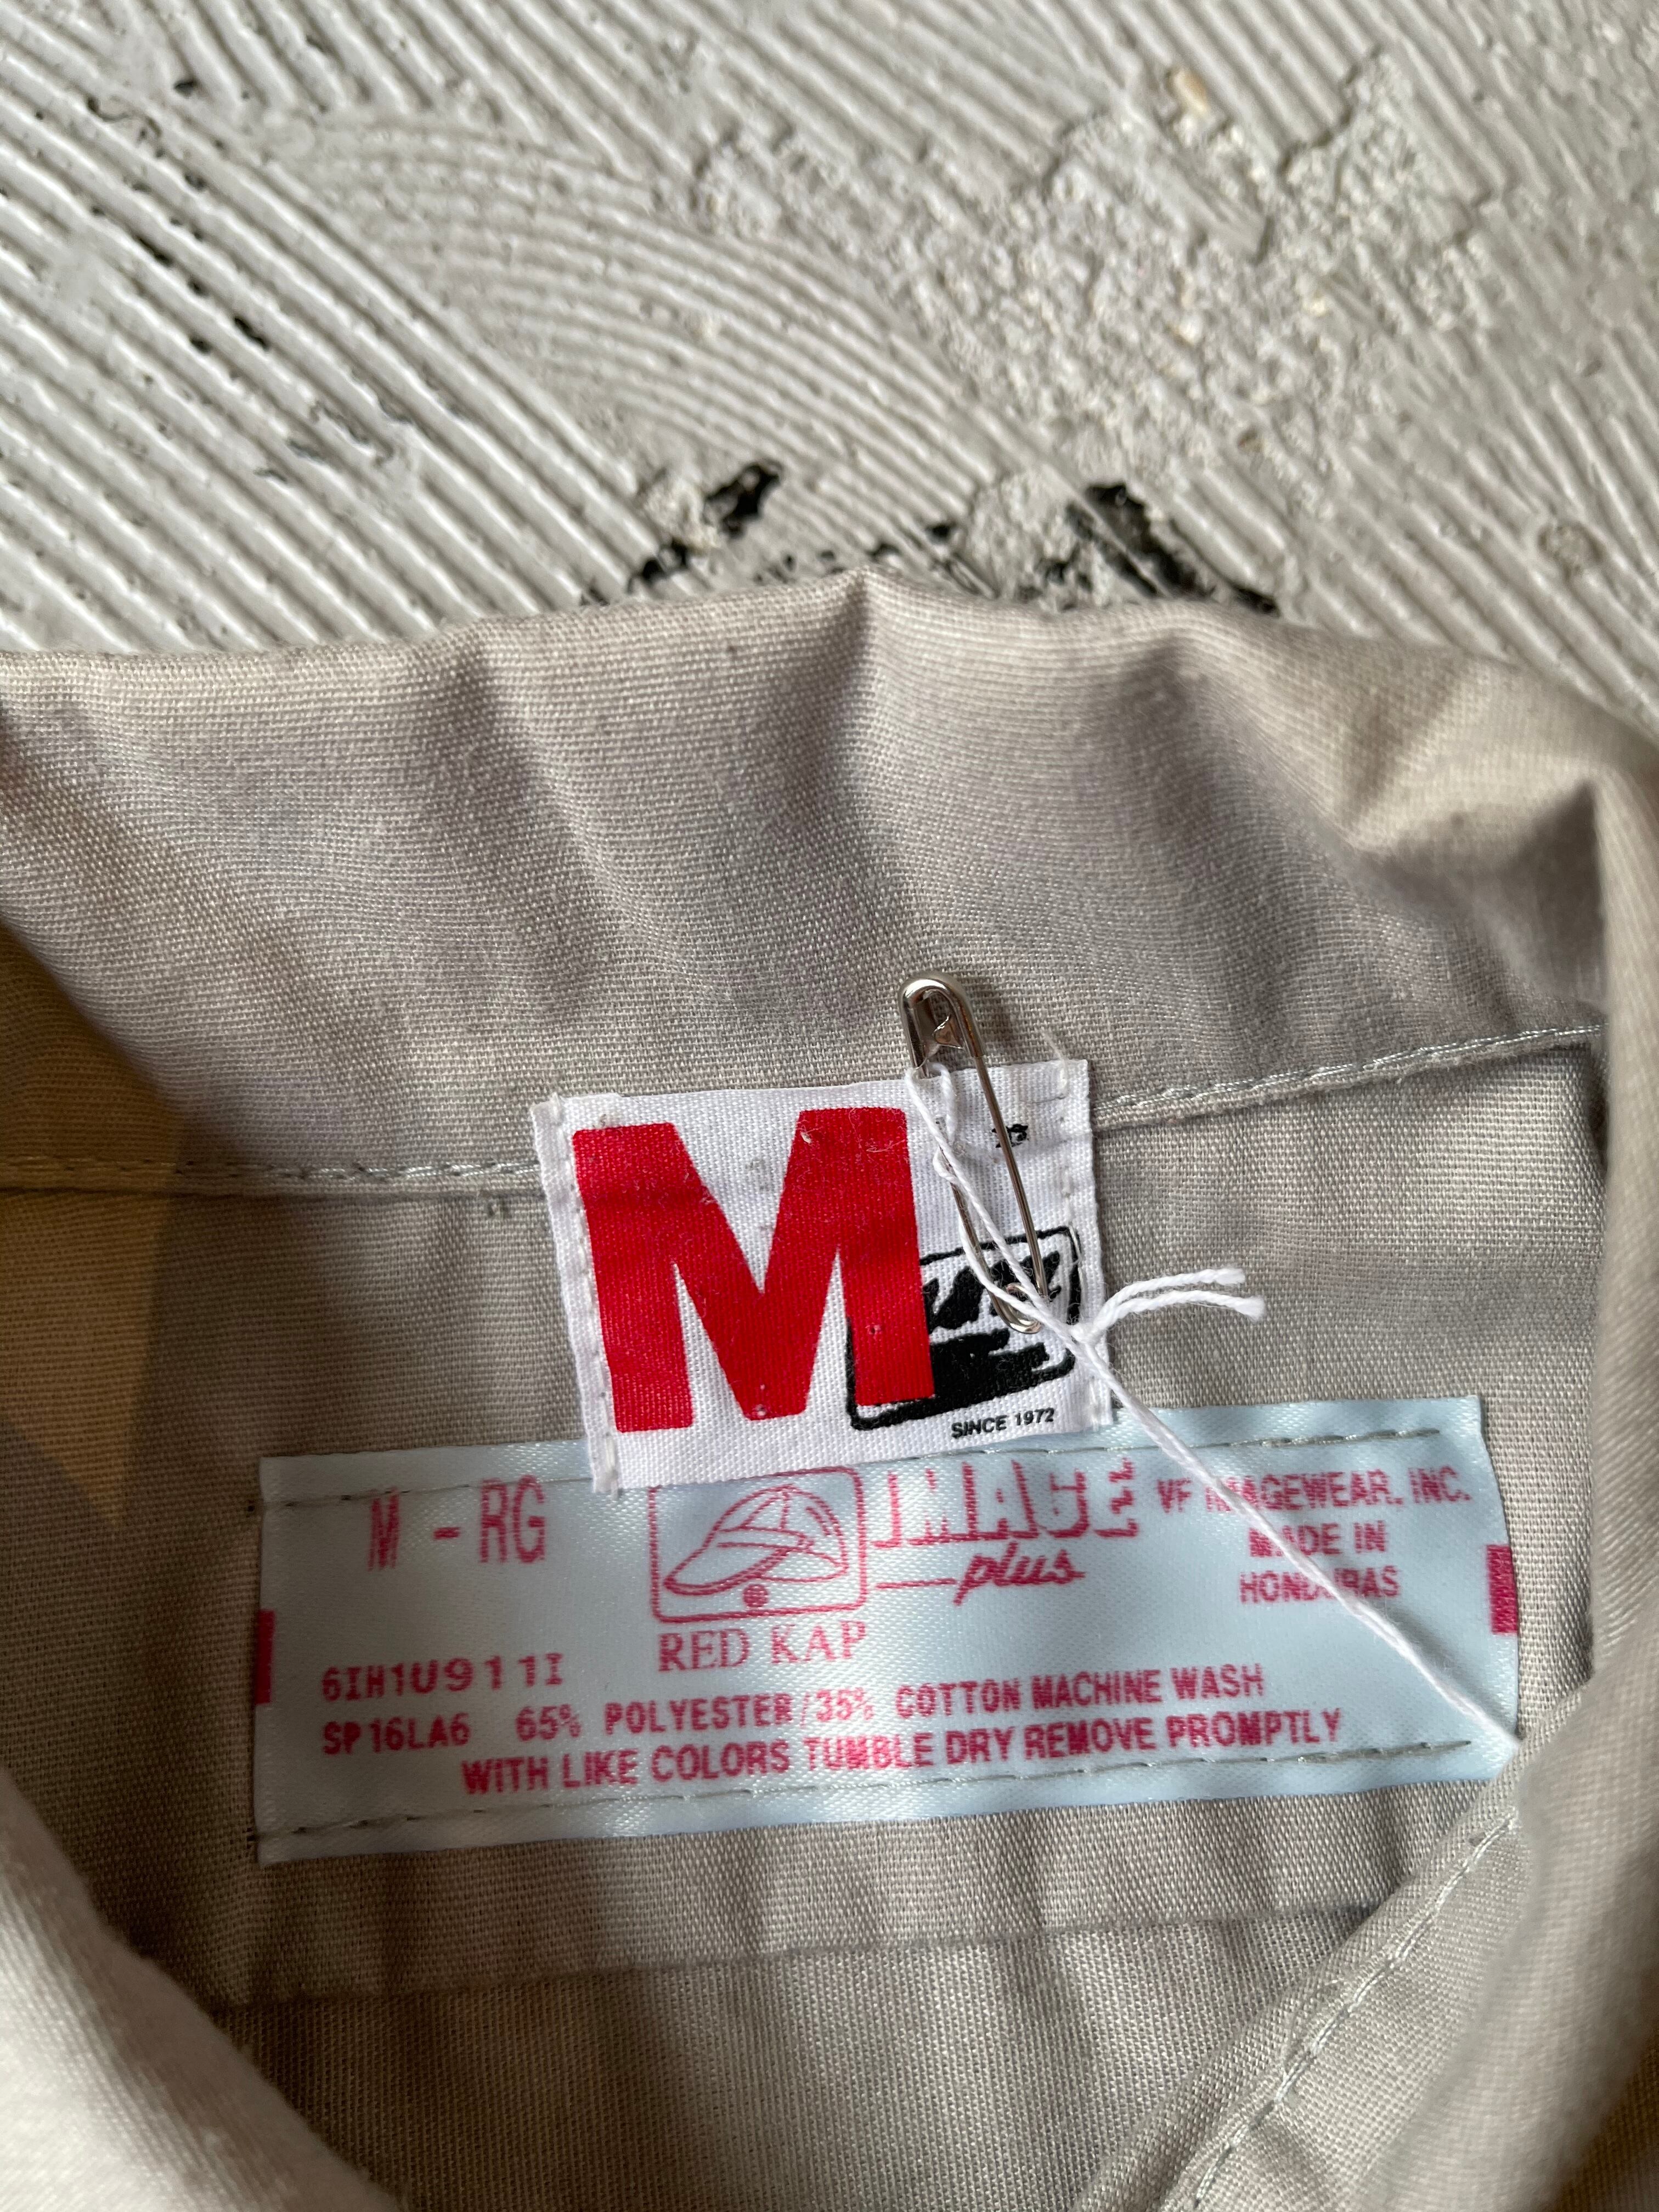 M
SINCE 1972
M - RG
IMAGE
plus
VF IMAGEWEAR, INC.
MADE IN
HONDURAS
RED KAP
6IH1U911I
SP16LA6 65% POLYESTER/35% COTTON MACHINE WASH
WITH LIKE COLORS TUMBLE DRY REMOVE PROMPTLY